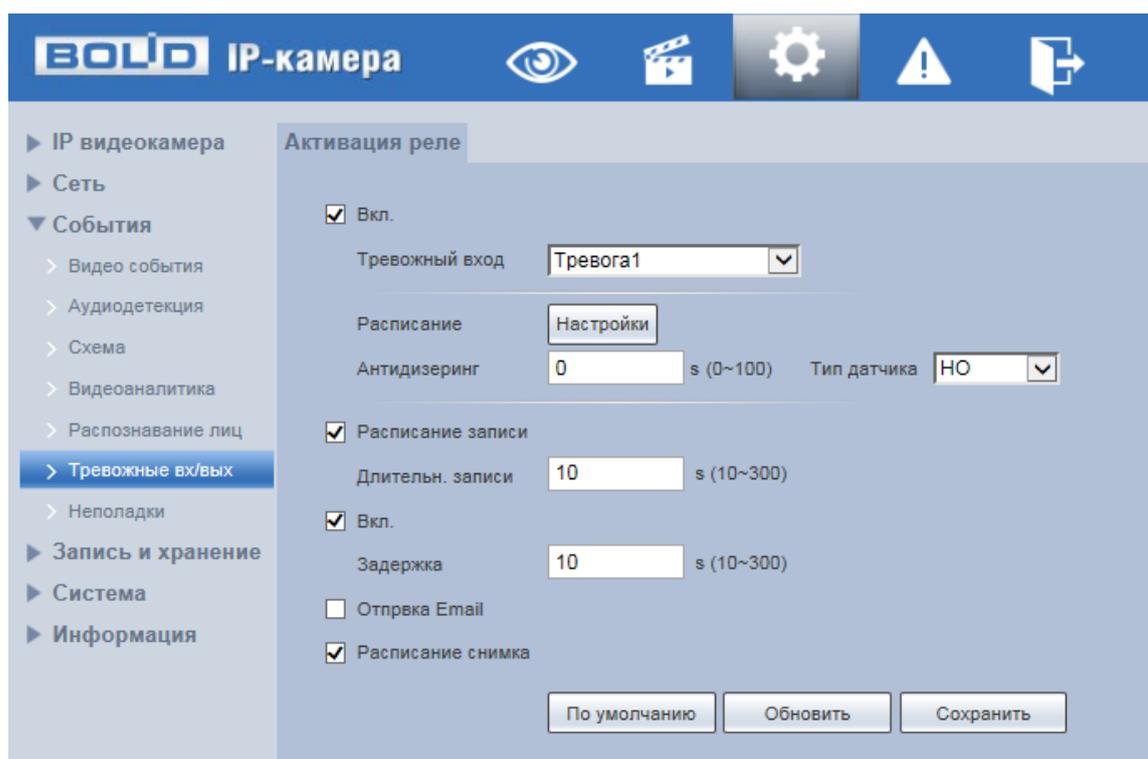 BOLID IP-камера
IP видеокамера
Сеть
События
Видео события
Аудиодетекция
Схема
Видеоаналитика
Распознавание лиц
Тревожные вх/вых
Неполадки
Запись и хранение
Система
Информация
Активация реле
Вкл.
Тревожный вход Тревога1
Расписание Настройки
Антидизеринг 0 s (0~100) Тип датчика НО
Расписание записи
Длительн. записи 10 s (10~300)
Вкл.
Задержка 10 s (10~300)
Отпрвка Email
Расписание снимка
По умолчанию Обновить Сохранить